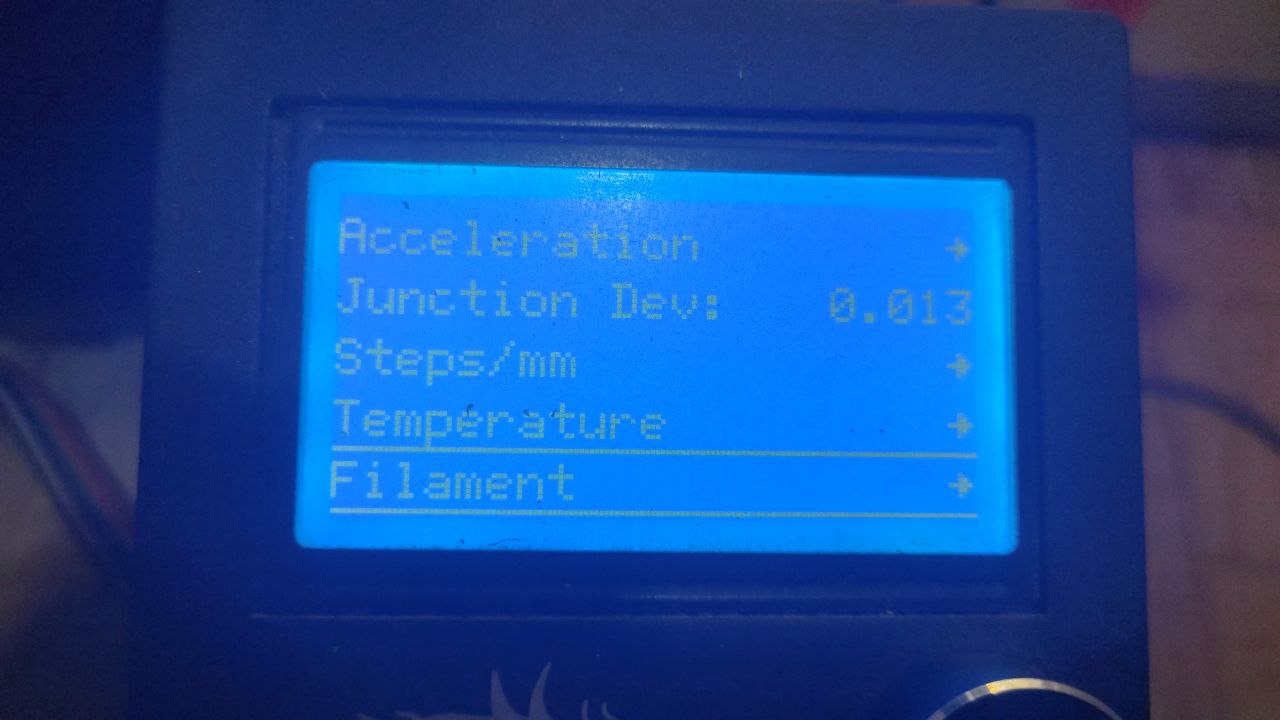 Acceleration →
Junction Dev: 0.013
Steps/mm →
Temperature →
Filament →